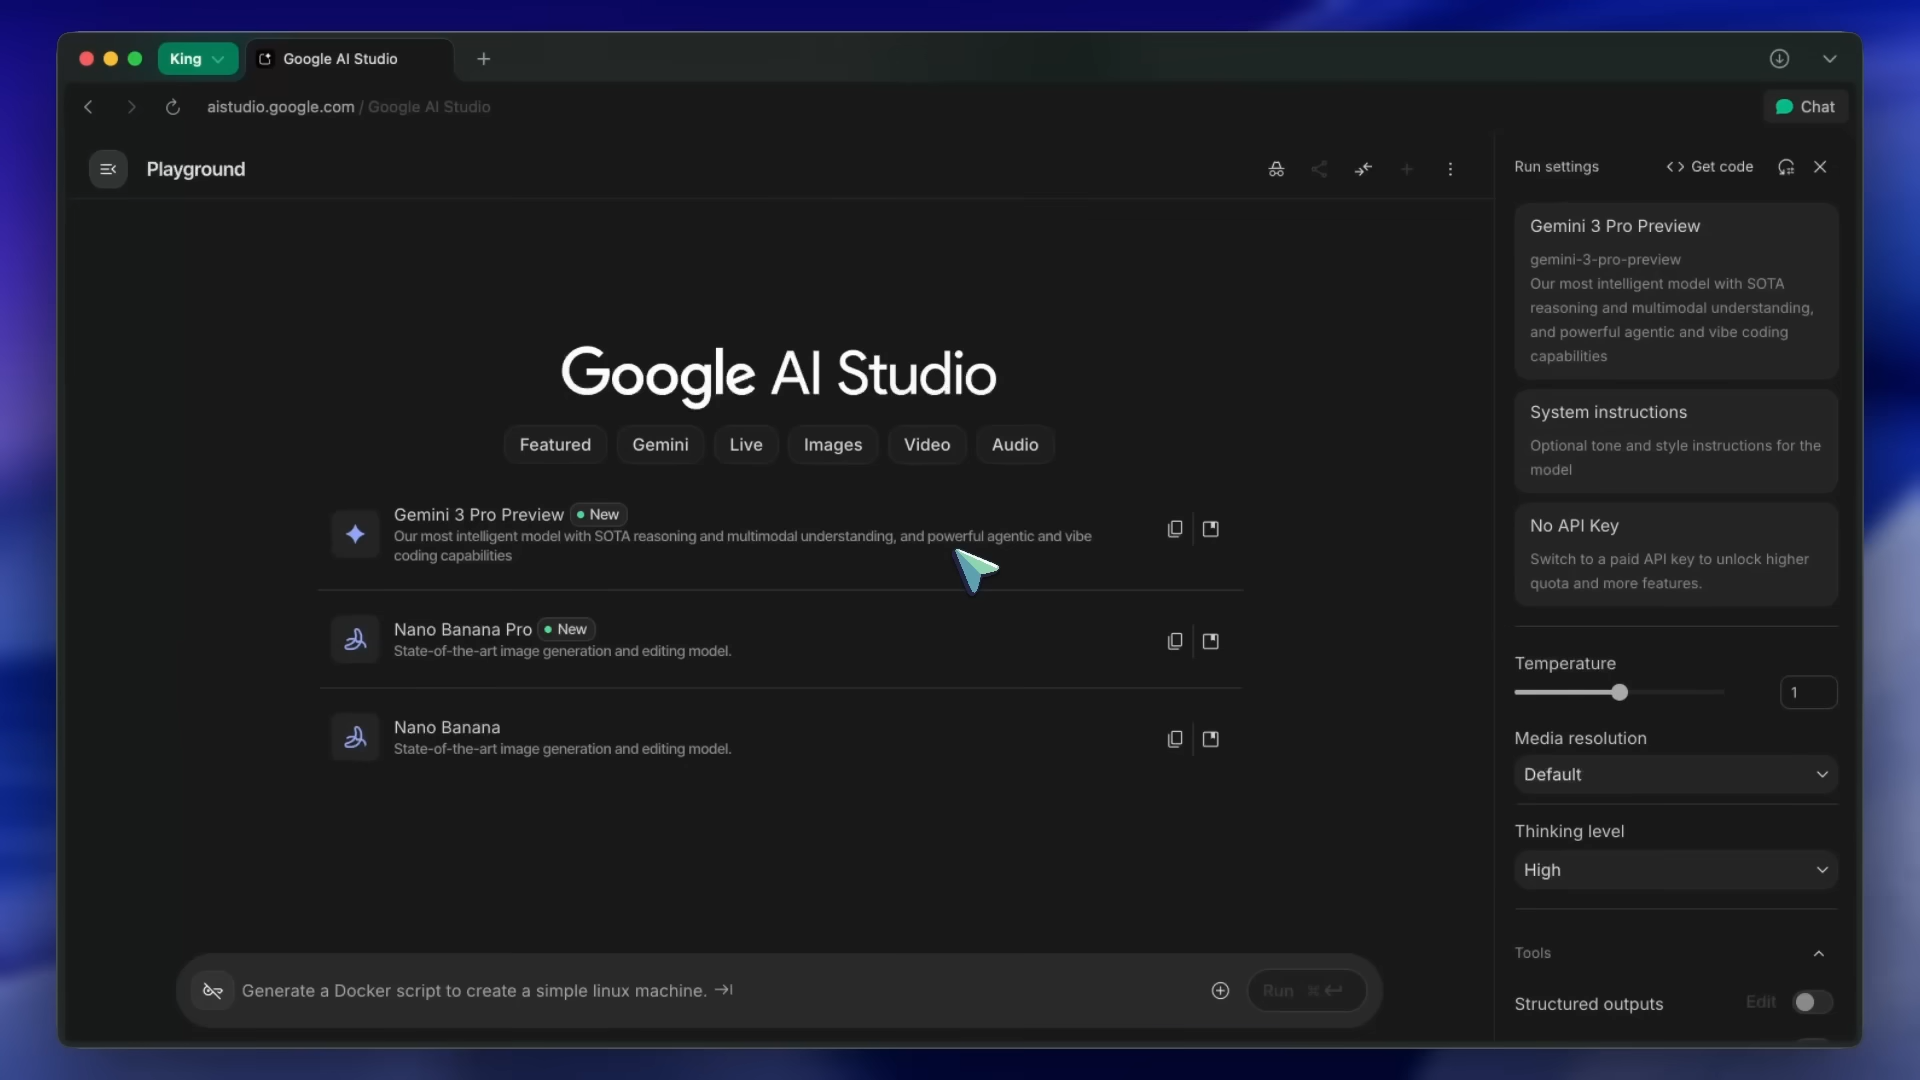 King
Google AI Studio
aistudio.google.com / Google AI Studio
Chat
Playground
Run settings
Get code
Gemini 3 Pro Preview
gemini-3-pro-preview
Our most intelligent model with SOTA
reasoning and multimodal understanding,
and powerful agentic and vibe coding
capabilities
System instructions
Optional tone and style instructions for the
model
No API Key
Switch to a paid API key to unlock higher
quota and more features.
Temperature
1
Media resolution
Default
Thinking level
High
Tools
Structured outputs
Edit
Google AI Studio
Featured Gemini Live Images Video Audio
Gemini 3 Pro Preview New
Our most intelligent model with SOTA reasoning and multimodal understanding, and powerful agentic and vibe
coding capabilities
Nano Banana Pro New
State-of-the-art image generation and editing model.
Nano Banana
State-of-the-art image generation and editing model.
Generate a Docker script to create a simple linux machine.
Run ⌘